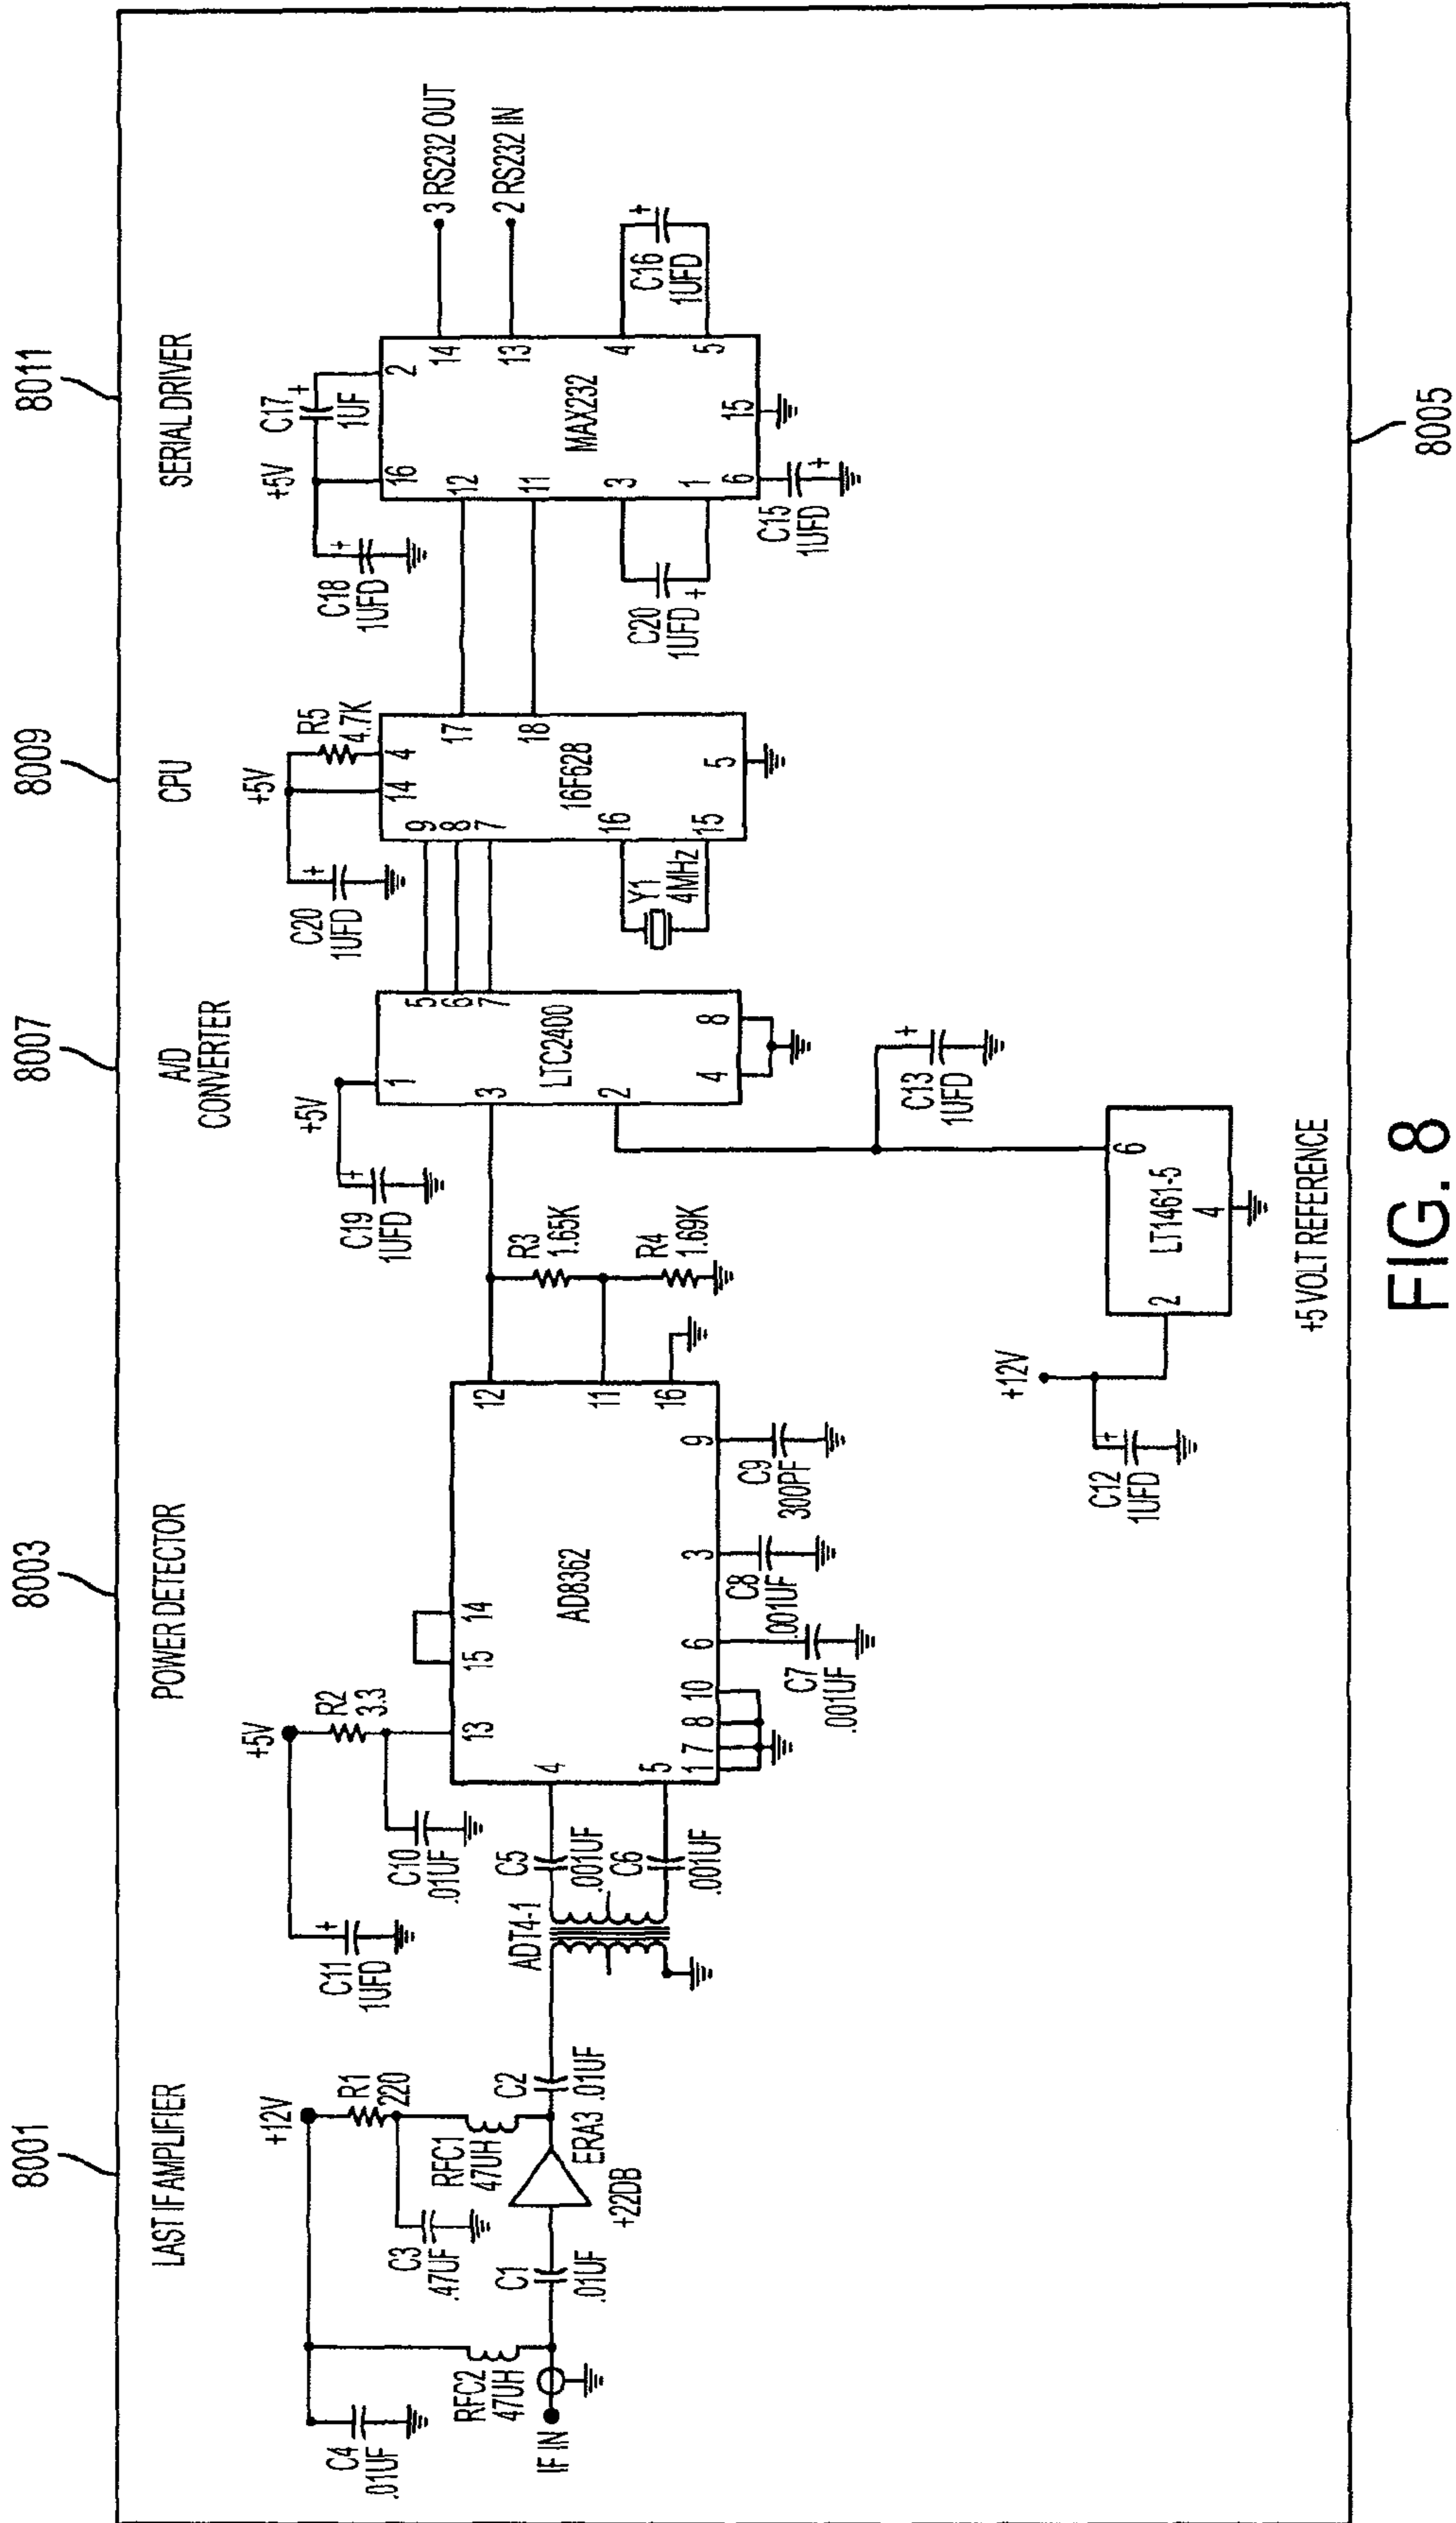 8001
8003
8007
8009
8011
LAST IF AMPLIFIER
POWER DETECTOR
A/D
CONVERTER
CPU
SERIAL DRIVER
C4
.01UF
+12V
R1
220
C3
.47UF
RFC1
47UH
RFC2
47UH
IF IN
C1
.01UF
+22DB
ERA3
C2
.01UF
ADT4-1
C11
1UFD
+5V
R2
3.3
C10
.01UF
C5
.001UF
C6
.001UF
13
15
14
4
5
AD8362
12
11
16
1
7
8
10
6
3
9
C7
.001UF
C8
.001UF
C9
300PF
R3
1.65K
R4
1.69K
C19
1UFD
+5V
1
3
2
LTC2400
5
6
7
4
8
C13
1UFD
C12
1UFD
+12V
2
LT1461-5
4
6
+5 VOLT REFERENCE
C20
1UFD
+5V
R5
4.7K
14
4
9
8
7
16F628
17
18
16
15
5
Y1
4MHz
C18
1UFD
+5V
C17
1UF
16
2
12
11
3
1
6
MAX232
15
14
13
4
5
C20
1UFD
C15
1UFD
C16
1UFD
3 RS232 OUT
2 RS232 IN
8005
FIG. 8